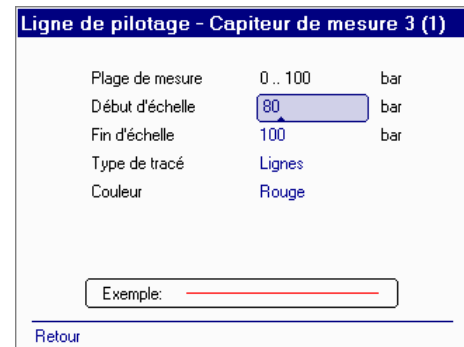 Ligne de pilotage - Capiteur de mesure 3 (1)
Plage de mesure 0 .. 100 bar
Début d'échelle 80 bar
Fin d'échelle 100 bar
Type de tracé Lignes
Couleur Rouge
Exemple:
Retour